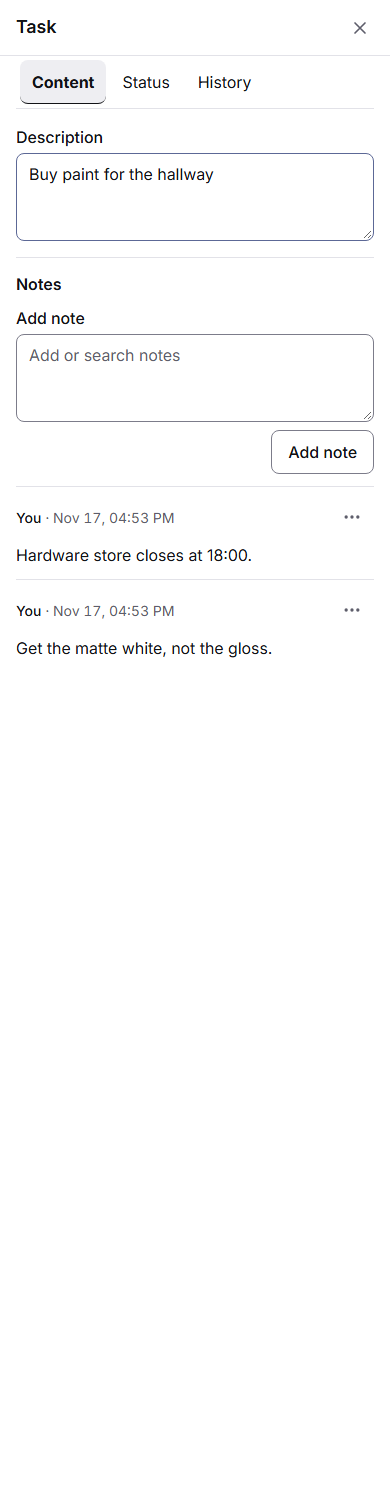 Task
Content Status History
Description
Buy paint for the hallway
Notes
Add note
Add or search notes
Add note
You · Nov 17, 04:53 PM
Hardware store closes at 18:00.
You · Nov 17, 04:53 PM
Get the matte white, not the gloss.